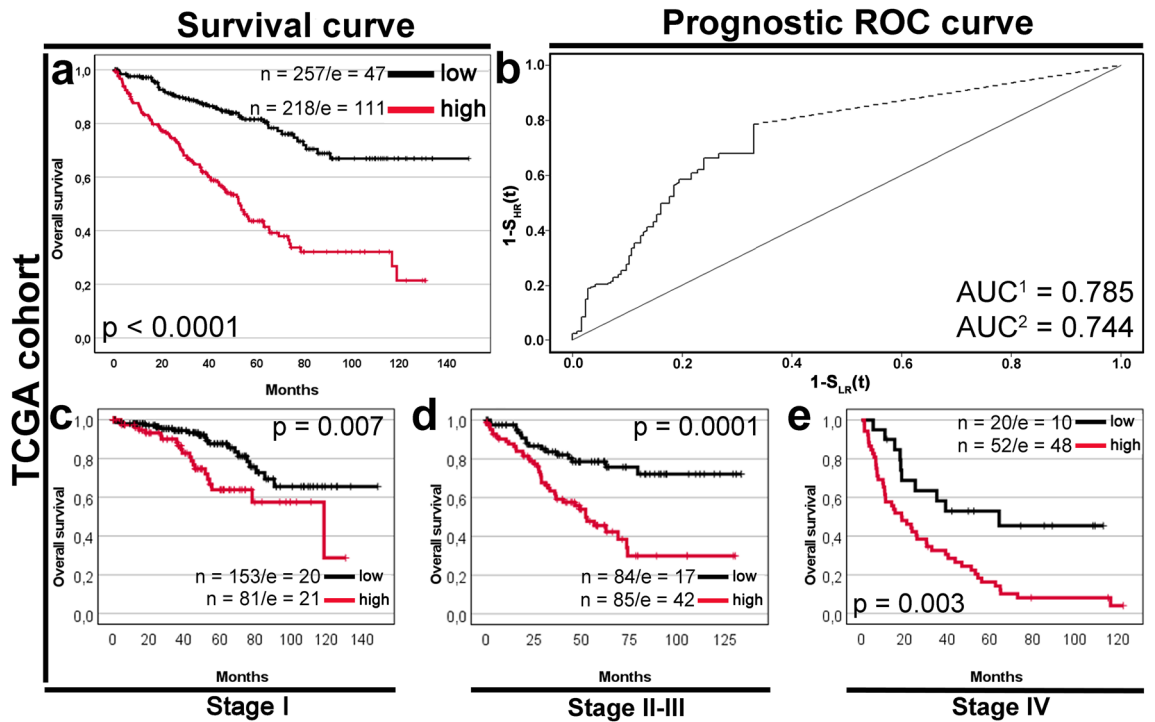 Survival curve
Prognostic ROC curve
TCGA cohort
a
n = 257/e = 47 low
n = 218/e = 111 high
1,0
0,8
0,6
0,4
0,2
0,0
Overall survival
p < 0.0001
0 20 40 60 80 100 120 140
Months
b
1.0
0.8
0.6
0.4
0.2
0.0
1-SHR(t)
AUC1 = 0.785
AUC2 = 0.744
0.0 0.2 0.4 0.6 0.8 1.0
1-SLR(t)
c
p = 0.007
1,0
0,8
0,6
0,4
0,2
0,0
Overall survival
n = 153/e = 20 low
n = 81/e = 21 high
0 20 40 60 80 100 120 140
Months
Stage I
d
p = 0.0001
1,0
0,8
0,6
0,4
0,2
0,0
Overall survival
n = 84/e = 17 low
n = 85/e = 42 high
0 25 50 75 100 125
Months
Stage II-III
e
n = 20/e = 10 low
n = 52/e = 48 high
1,0
0,8
0,6
0,4
0,2
0,0
Overall survival
p = 0.003
0 20 40 60 80 100 120
Months
Stage IV